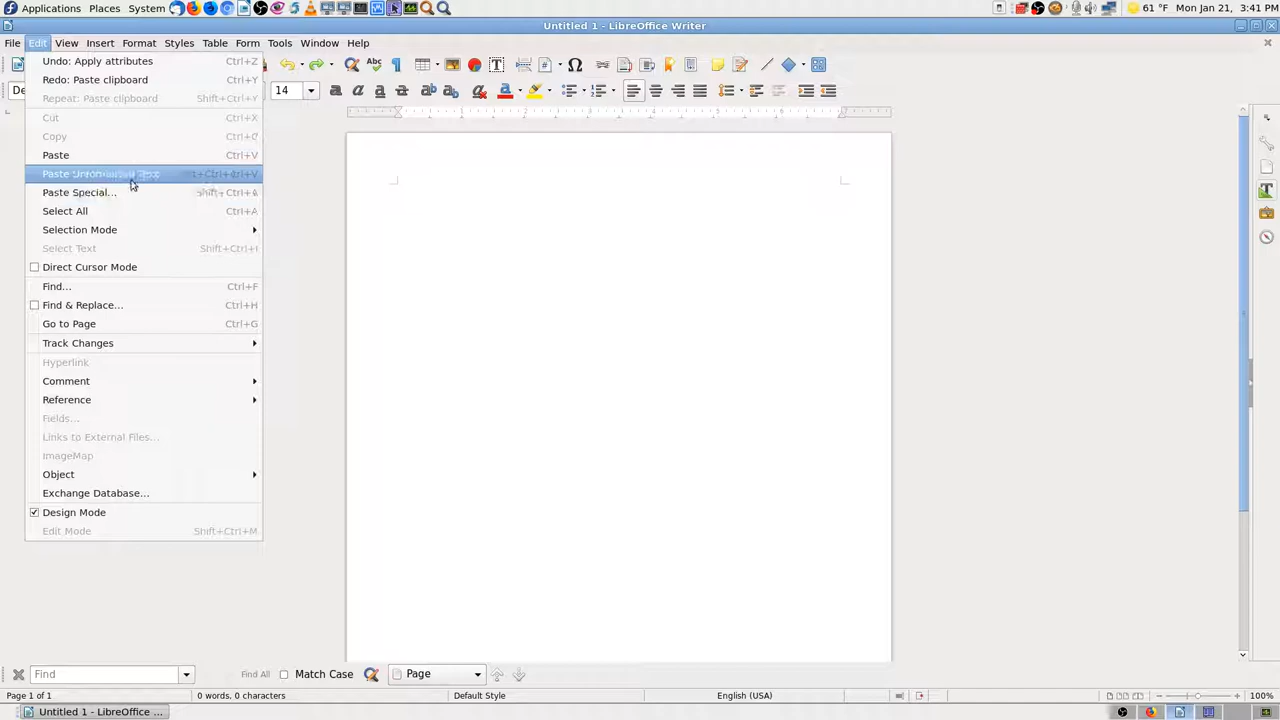 Applications Places System 61 °F Mon Jan 21, 3:41 PM
Untitled 1 - LibreOffice Writer
File Edit View Insert Format Styles Table Form Tools Window Help
Undo: Apply attributes Ctrl+Z
Redo: Paste clipboard Ctrl+Y
14
Repeat: Paste clipboard Shift+Ctrl+Y
Cut Ctrl+X
Copy Ctrl+C
Paste Ctrl+V
Paste
Paste Special...
Select All Ctrl+A
Selection Mode
Select Text Shift+Ctrl+I
Direct Cursor Mode
Find... Ctrl+F
Find & Replace... Ctrl+H
Go to Page Ctrl+G
Track Changes
Hyperlink
Comment
Reference
Fields...
Links to External Files...
ImageMap
Object
Exchange Database...
Design Mode
Edit Mode Shift+Ctrl+M
Find Find All Match Case Page
Page 1 of 1 0 words, 0 characters Default Style English (USA) 100%
Untitled 1 - LibreOffice Writer ...